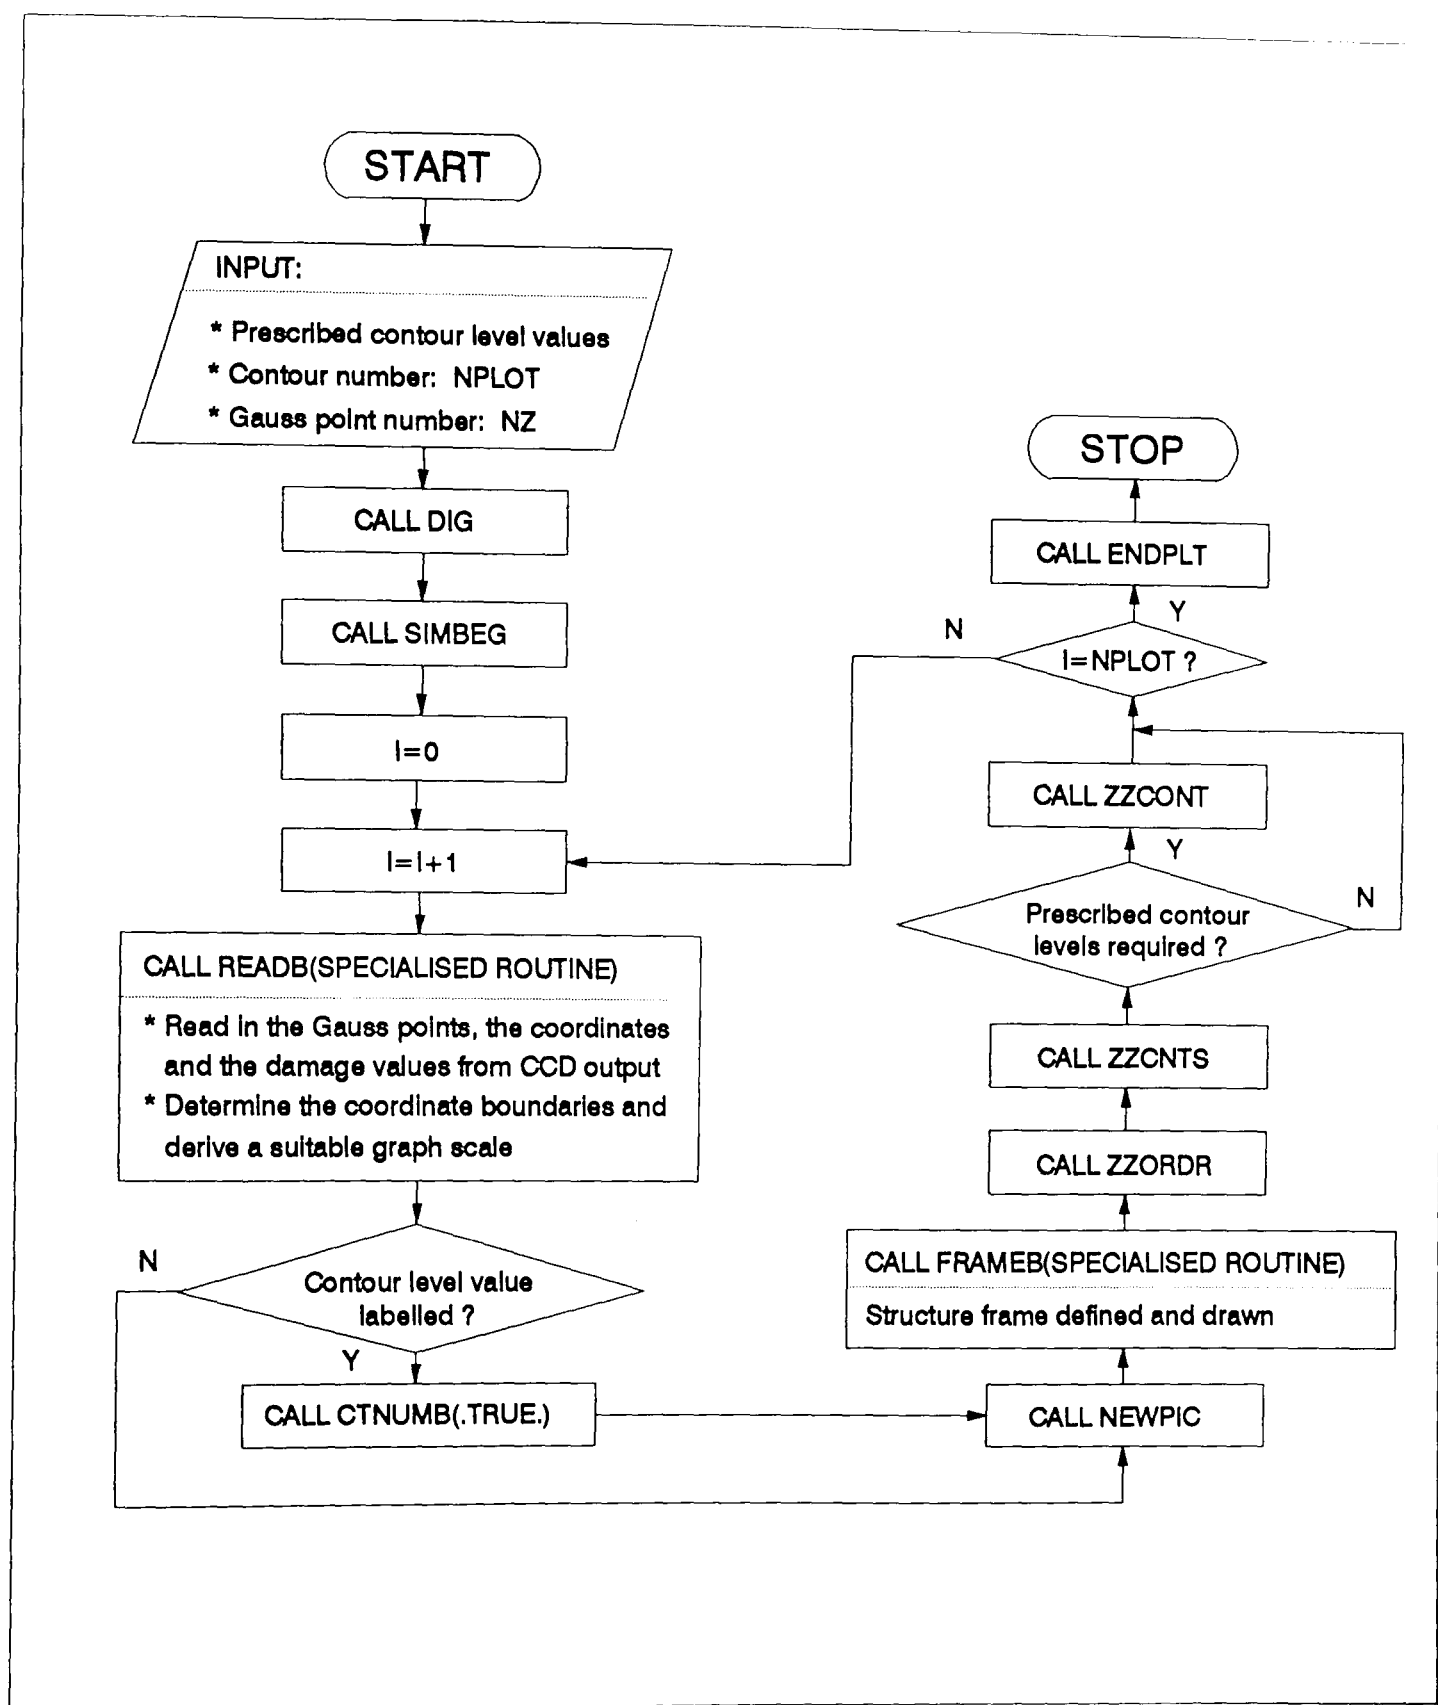 START
INPUT:
* Prescribed contour level values
* Contour number: NPLOT
* Gauss point number: NZ
CALL DIG
CALL SIMBEG
I=0
I=I+1
CALL READB(SPECIALISED ROUTINE)
* Read in the Gauss points, the coordinates
and the damage values from CCD output
* Determine the coordinate boundaries and
derive a suitable graph scale
N
Contour level value
labelled ?
Y
CALL CTNUMB(.TRUE.)
STOP
CALL ENDPLT
Y
N
I=NPLOT ?
CALL ZZCONT
Y
N
Prescribed contour
levels required ?
CALL ZZCNTS
CALL ZZORDR
CALL FRAMEB(SPECIALISED ROUTINE)
Structure frame defined and drawn
CALL NEWPIC